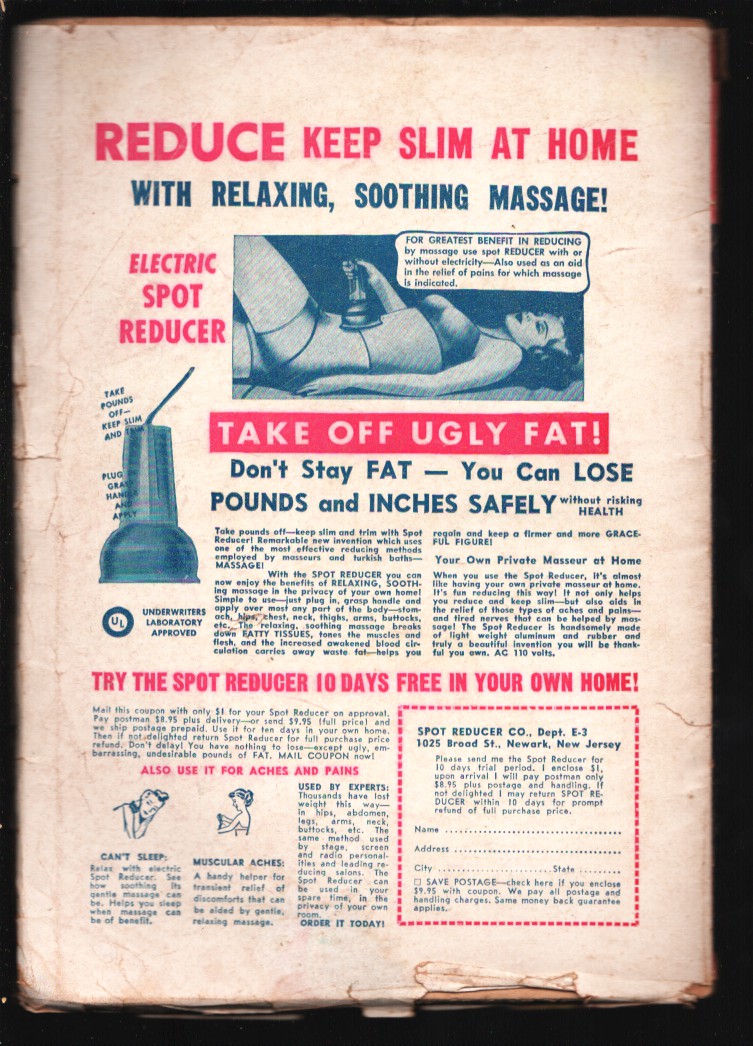 REDUCE KEEP SLIM AT HOME
WITH RELAXING, SOOTHING MASSAGE!
ELECTRIC
SPOT
REDUCER
FOR GREATEST BENEFIT IN REDUCING
by massage use spot REDUCER with or
without electricity—Also used as an aid
in the relief of pains for which massage
is indicated.
TAKE
POUNDS
OFF—
KEEP SLIM
AND TRIM
PLUG IN
GRASP
HANDLE
AND
APPLY
TAKE OFF UGLY FAT!
Don't Stay FAT — You Can LOSE
POUNDS and INCHES SAFELY without risking
HEALTH
Take pounds off—keep slim and trim with Spot
Reducer! Remarkable new invention which uses
one of the most effective reducing methods
employed by masseurs and turkish baths—
MASSAGE!
With the SPOT REDUCER you can
now enjoy the benefits of RELAXING, SOOTH-
ing massage in the privacy of your own home!
Simple to use—just plug in, grasp handle and
apply over most any part of the body—stom-
ach, hips, chest, neck, thighs, arms, buttocks,
etc. The relaxing, soothing massage breaks
down FATTY TISSUES, tones the muscles and
flesh, and the increased awakened blood cir-
culation carries away waste fat—helps you
regain and keep a firmer and more GRACE-
FUL FIGURE!
Your Own Private Masseur at Home
When you use the Spot Reducer, it's almost
like having your own private masseur at home.
It's fun reducing this way! It not only helps
you reduce and keep slim—but also aids in
the relief of those types of aches and pains—
and tired nerves that can be helped by mas-
sage! The Spot Reducer is handsomely made
of light weight aluminum and rubber and
truly a beautiful invention you will be thank-
ful you own. AC 110 volts.
UL
UNDERWRITERS
LABORATORY
APPROVED
TRY THE SPOT REDUCER 10 DAYS FREE IN YOUR OWN HOME!
Mail this coupon with only $1 for your Spot Reducer on approval.
Pay postman $8.95 plus delivery—or send $9.95 (full price) and
we ship postage prepaid. Use it for ten days in your own home.
Then if not delighted return Spot Reducer for full purchase price
refund. Don't delay! You have nothing to lose—except ugly, em-
barrassing, undesirable pounds of FAT. MAIL COUPON now!
ALSO USE IT FOR ACHES AND PAINS
CAN'T SLEEP:
Relax with electric
Spot Reducer. See
how soothing its
gentle massage can
be. Helps you sleep
when massage can
be of benefit.
MUSCULAR ACHES:
A handy helper for
transient relief of
discomforts that can
be aided by gentle,
relaxing massage.
USED BY EXPERTS:
Thousands have lost
weight this way—
in hips, abdomen,
legs, arms, neck,
buttocks, etc. The
same method used
by stage, screen
and radio personal-
ities and leading re-
ducing salons. The
Spot Reducer can
be used in your
spare time, in the
privacy of your own
room.
ORDER IT TODAY!
SPOT REDUCER CO., Dept. E-3
1025 Broad St., Newark, New Jersey
Please send me the Spot Reducer for
10 days trial period. I enclose $1,
upon arrival I will pay postman only
$8.95 plus postage and handling. If
not delighted I may return SPOT RE-
DUCER within 10 days for prompt
refund of full purchase price.
Name
Address
City State
□ SAVE POSTAGE—check here if you enclose
$9.95 with coupon. We pay all postage and
handling charges. Same money back guarantee
applies.